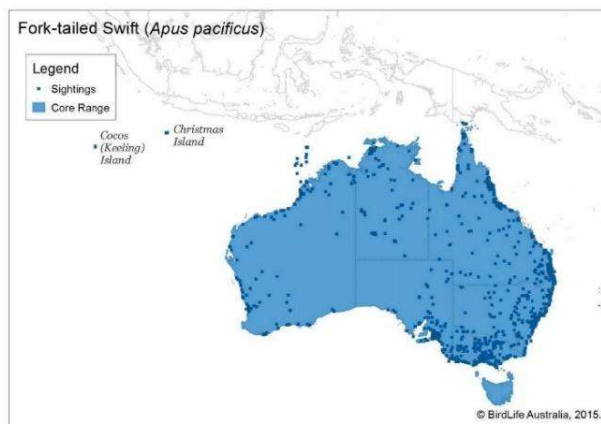 Fork-tailed Swift (Apus pacificus)
Legend
Sightings
Core Range
Cocos
(Keeling)
Island
Christmas
Island
© BirdLife Australia, 2015.